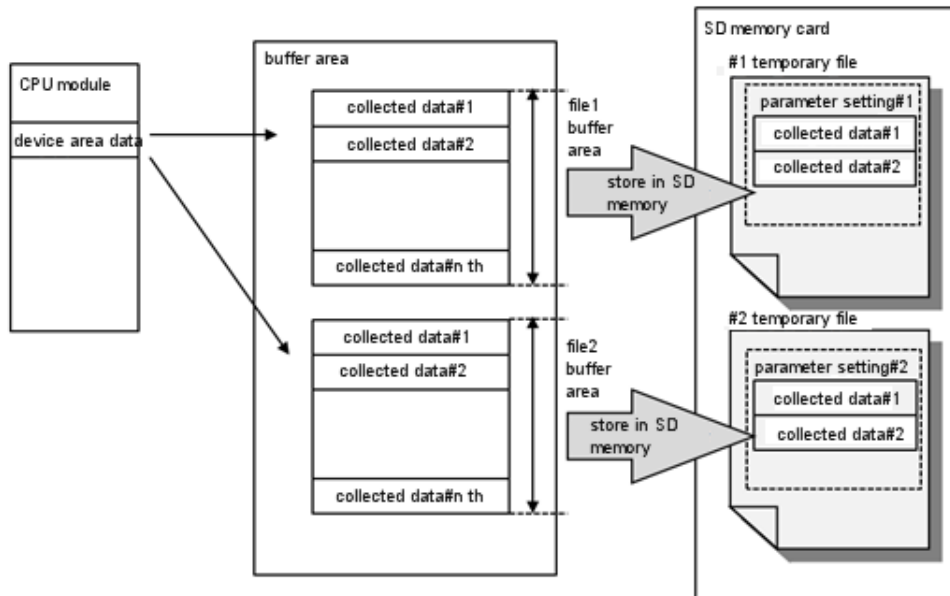 CPU module
device area data
buffer area
collected data#1
collected data#2
collected data#n th
file1
buffer
area
collected data#1
collected data#2
collected data#n th
file2
buffer
area
store in SD
memory
store in SD
memory
SD memory card
#1 temporary file
parameter setting#1
collected data#1
collected data#2
#2 temporary file
parameter setting#2
collected data#1
collected data#2